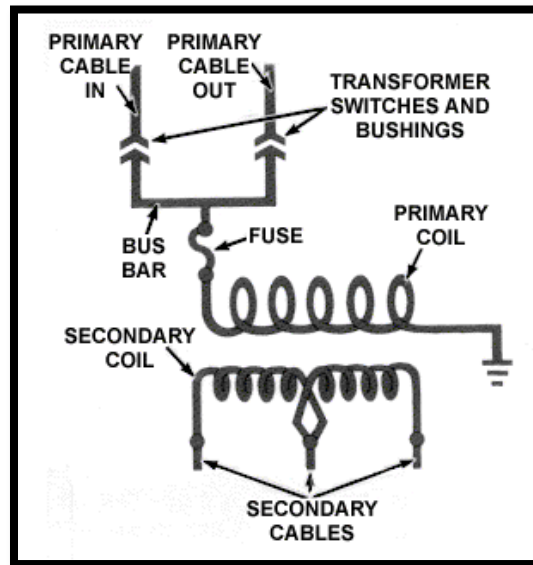 PRIMARY
CABLE
IN
PRIMARY
CABLE
OUT
TRANSFORMER
SWITCHES AND
BUSHINGS
BUS
BAR
FUSE
PRIMARY
COIL
SECONDARY
COIL
SECONDARY
CABLES